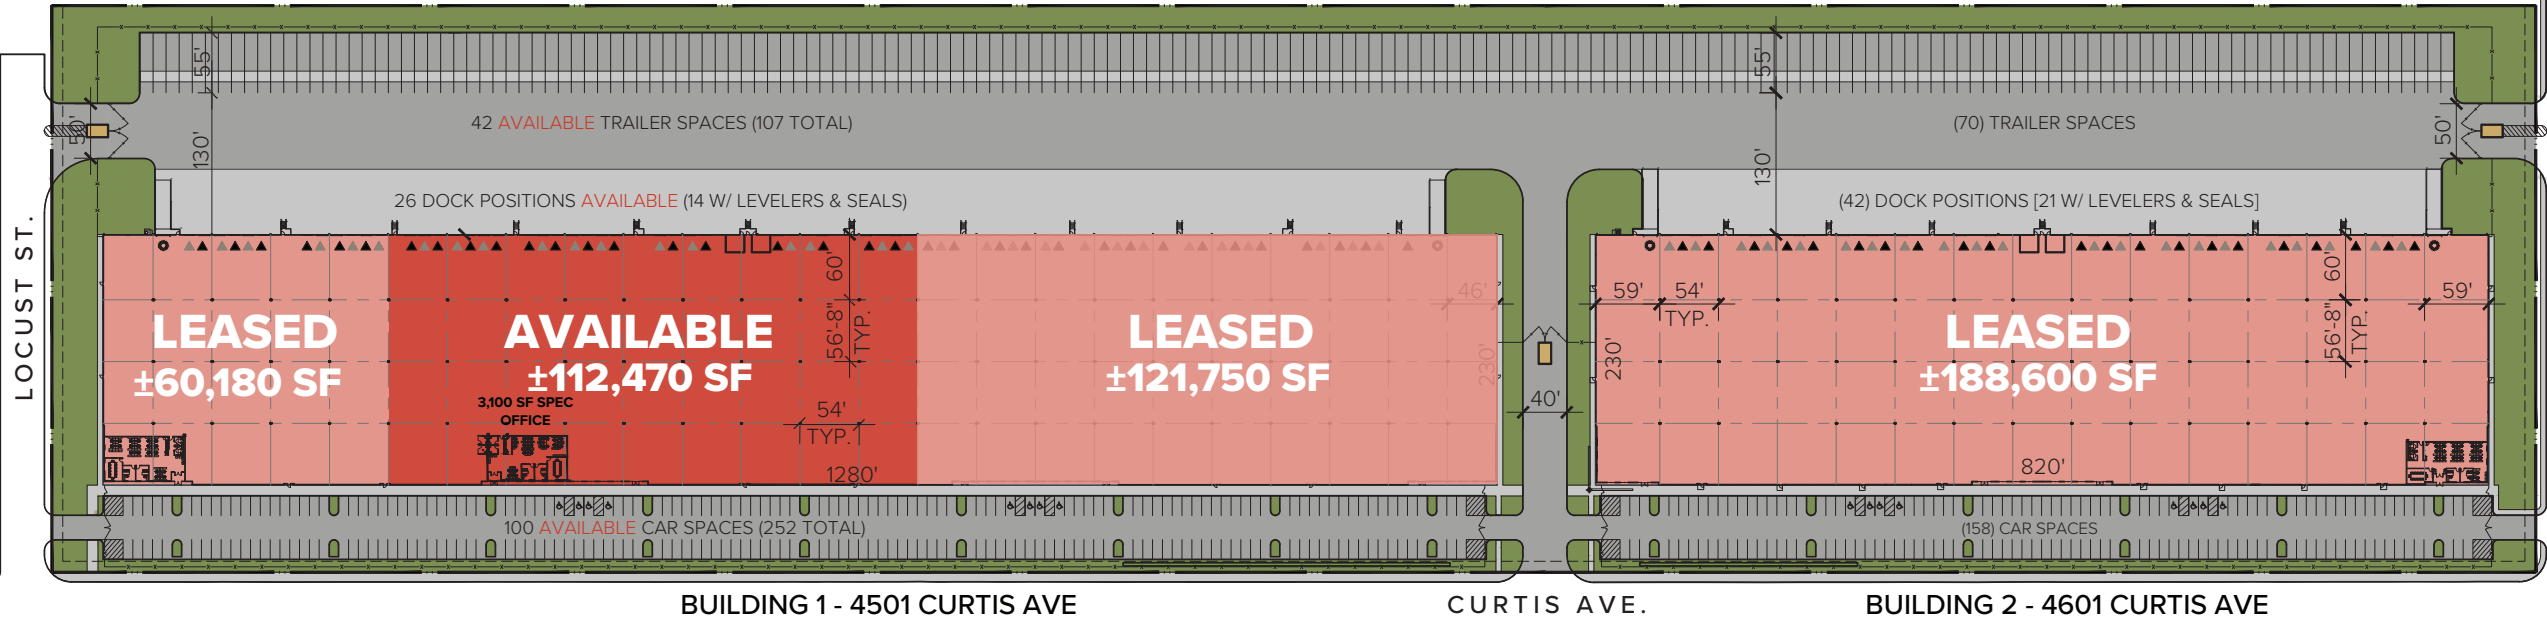 55'
55'
42 AVAILABLE TRAILER SPACES (107 TOTAL)
(70) TRAILER SPACES
50'
50'
130'
130'
26 DOCK POSITIONS AVAILABLE (14 W/ LEVELERS & SEALS)
(42) DOCK POSITIONS [21 W/ LEVELERS & SEALS]
LOCUST ST.
LEASED
±60,180 SF
AVAILABLE
±112,470 SF
3,100 SF SPEC
OFFICE
60'
56'-8"
TYP.
54'
TYP.
1280'
LEASED
±121,750 SF
46'
230'
40'
59'
54'
TYP.
230'
LEASED
±188,600 SF
60'
56'-8"
TYP.
59'
820'
100 AVAILABLE CAR SPACES (252 TOTAL)
(158) CAR SPACES
BUILDING 1 - 4501 CURTIS AVE
CURTIS AVE.
BUILDING 2 - 4601 CURTIS AVE